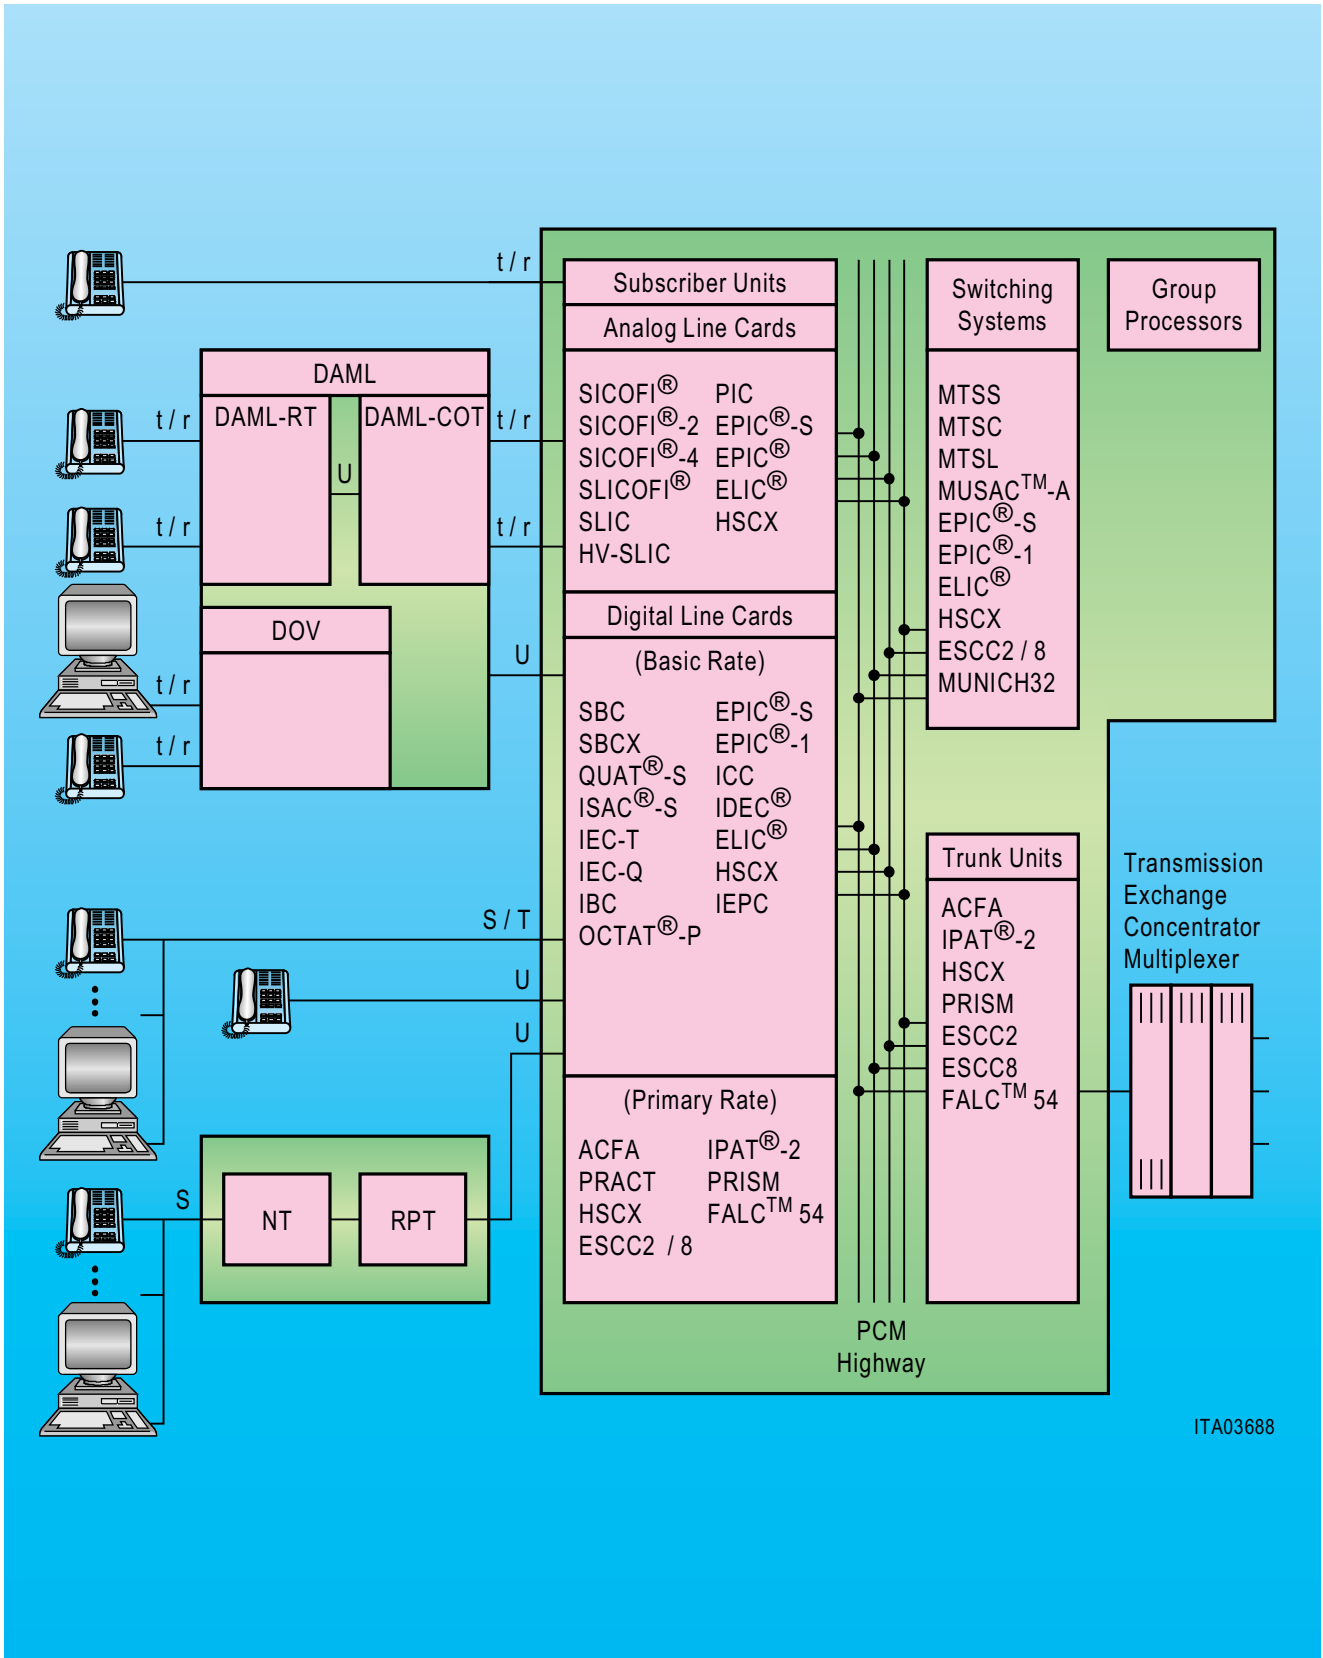 t / r
Subscriber Units
Analog Line Cards
SICOFI®
SICOFI®-2
SICOFI®-4
SLICOFI®
SLIC
HV-SLIC
PIC
EPIC®-S
EPIC®
ELIC®
HSCX
Digital Line Cards
(Basic Rate)
SBC
SBCX
QUAT®-S
ISAC®-S
IEC-T
IEC-Q
IBC
OCTAT®-P
EPIC®-S
EPIC®-1
ICC
IDEC®
ELIC®
HSCX
IEPC
(Primary Rate)
ACFA
PRACT
HSCX
ESCC2 / 8
IPAT®-2
PRISM
FALC™ 54
DAML
DAML-RT
DAML-COT
U
t / r
t / r
t / r
t / r
DOV
t / r
t / r
U
S / T
U
U
S
NT
RPT
PCM
Highway
Switching
Systems
MTSS
MTSC
MTSL
MUSAC™-A
EPIC®-S
EPIC®-1
ELIC®
HSCX
ESCC2 / 8
MUNICH32
Group
Processors
Trunk Units
ACFA
IPAT®-2
HSCX
PRISM
ESCC2
ESCC8
FALC™ 54
Transmission
Exchange
Concentrator
Multiplexer
ITA03688